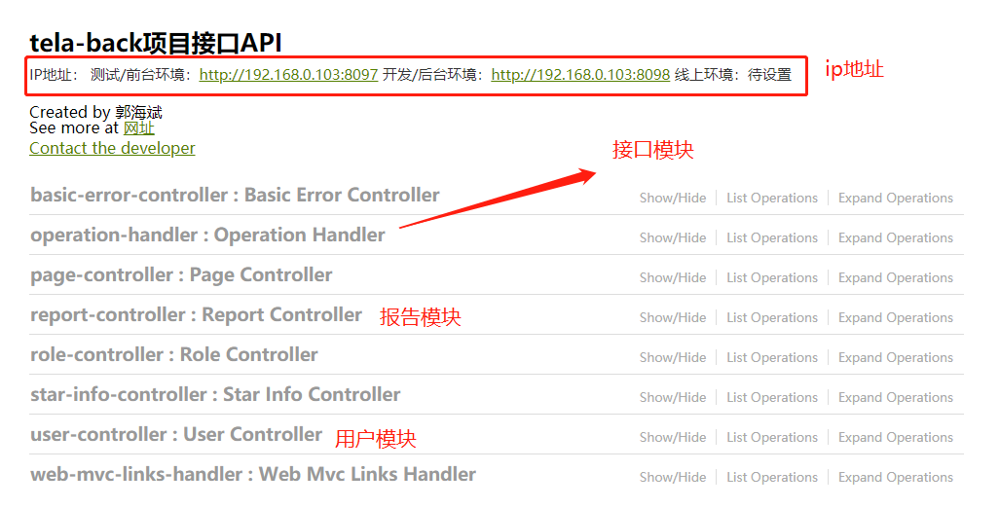 tela-back项目接口API
IP地址： 测试/前台环境：http://192.168.0.103:8097 开发/后台环境：http://192.168.0.103:8098 线上环境：待设置
ip地址
Created by 郭海斌
See more at 网址
Contact the developer
接口模块
basic-error-controller : Basic Error Controller Show/Hide List Operations Expand Operations
operation-handler : Operation Handler Show/Hide List Operations Expand Operations
page-controller : Page Controller Show/Hide List Operations Expand Operations
report-controller : Report Controller 报告模块 Show/Hide List Operations Expand Operations
role-controller : Role Controller Show/Hide List Operations Expand Operations
star-info-controller : Star Info Controller Show/Hide List Operations Expand Operations
user-controller : User Controller 用户模块 Show/Hide List Operations Expand Operations
web-mvc-links-handler : Web Mvc Links Handler Show/Hide List Operations Expand Operations